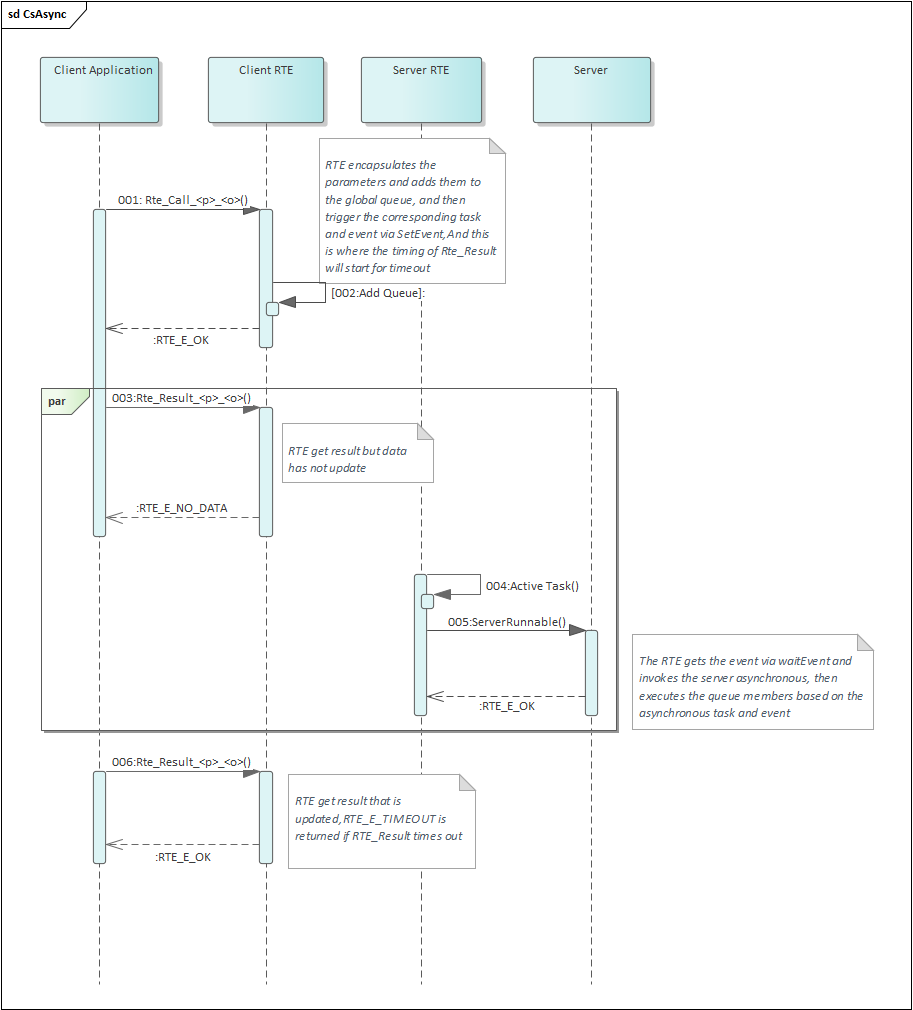 sd CsAsync
Client Application
Client RTE
Server RTE
Server
RTE encapsulates the
parameters and adds them to
the global queue, and then
trigger the corresponding task
and event via SetEvent,And this
is where the timing of Rte_Result
will start for timeout
001: Rte_Call_<p>_<o>()
[002:Add Queue]:
:RTE_E_OK
par
003:Rte_Result_<p>_<o>()
RTE get result but data
has not update
:RTE_E_NO_DATA
004:Active Task()
005:ServerRunnable()
The RTE gets the event via waitEvent and
invokes the server asynchronous, then
executes the queue members based on the
asynchronous task and event
:RTE_E_OK
006:Rte_Result_<p>_<o>()
RTE get result that is
updated,RTE_E_TIMEOUT is
returned if RTE_Result times out
:RTE_E_OK